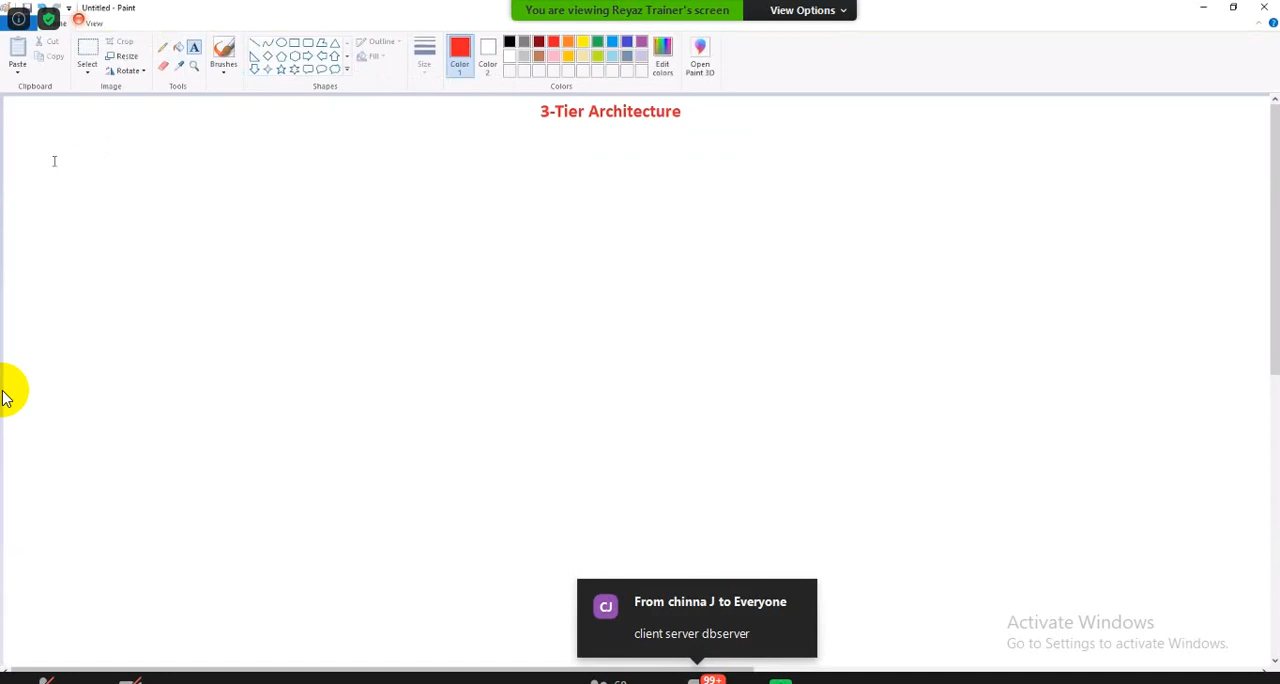 Untitled - Paint
You are viewing Reyaz Trainer's screen
View Options
View
Paste
Cut
Copy
Clipboard
Select
Crop
Resize
Rotate
Image
Tools
Brushes
Shapes
Outline
Fill
Size
Color 1
Color 2
Edit colors
Colors
Open Paint 3D
3-Tier Architecture
CJ
From chinna J to Everyone
client server dbserver
Activate Windows
Go to Settings to activate Windows.
99+